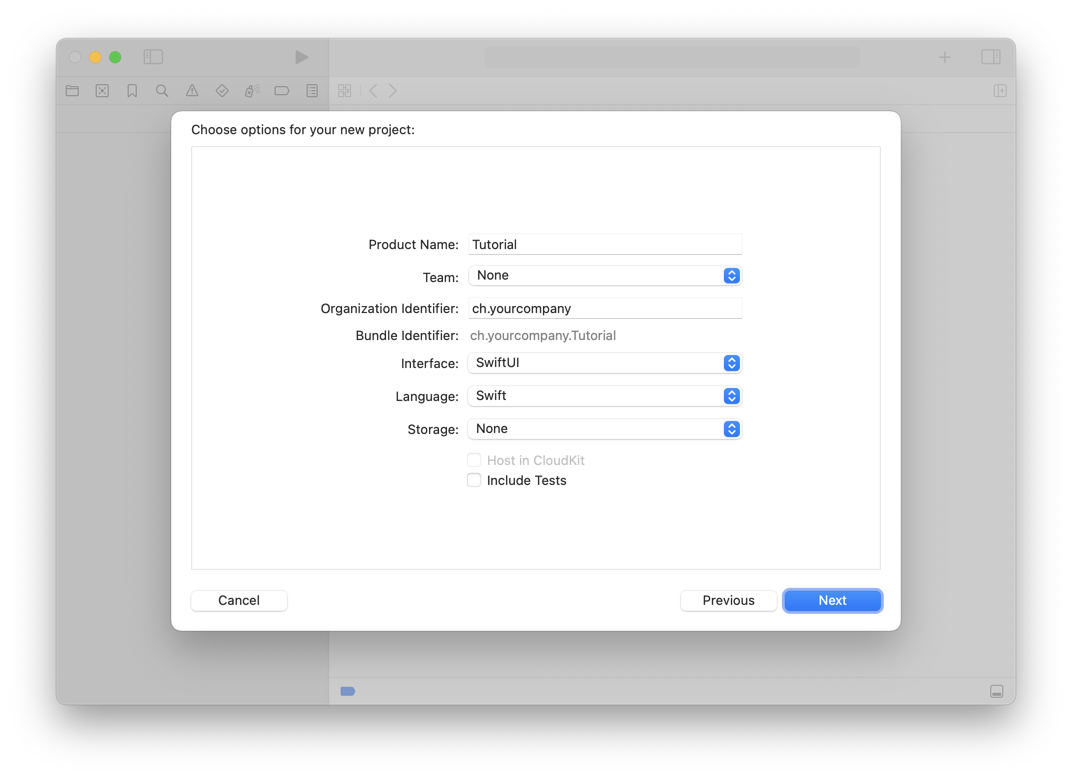 Choose options for your new project:
Product Name: Tutorial
Team: None
Organization Identifier: ch.yourcompany
Bundle Identifier: ch.yourcompany.Tutorial
Interface: SwiftUI
Language: Swift
Storage: None
Host in CloudKit
Include Tests
Cancel Previous Next